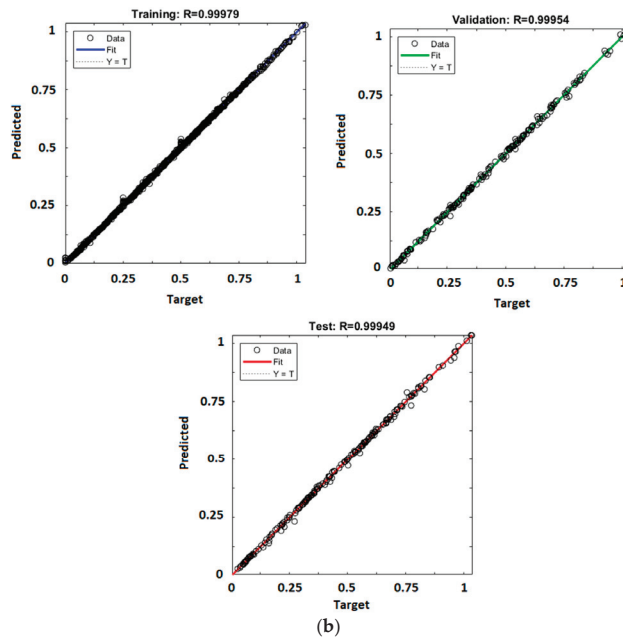 Training: R=0.99979
Data
Fit
Y = T
1
0.75
0.5
0.25
0
Predicted
0 0.25 0.5 0.75 1
Target
Validation: R=0.99954
Data
Fit
Y = T
1
0.75
0.5
0.25
0
Predicted
0 0.25 0.5 0.75 1
Target
Test: R=0.99949
Data
Fit
Y = T
1
0.75
0.5
0.25
0
Predicted
0 0.25 0.5 0.75 1
Target
(b)